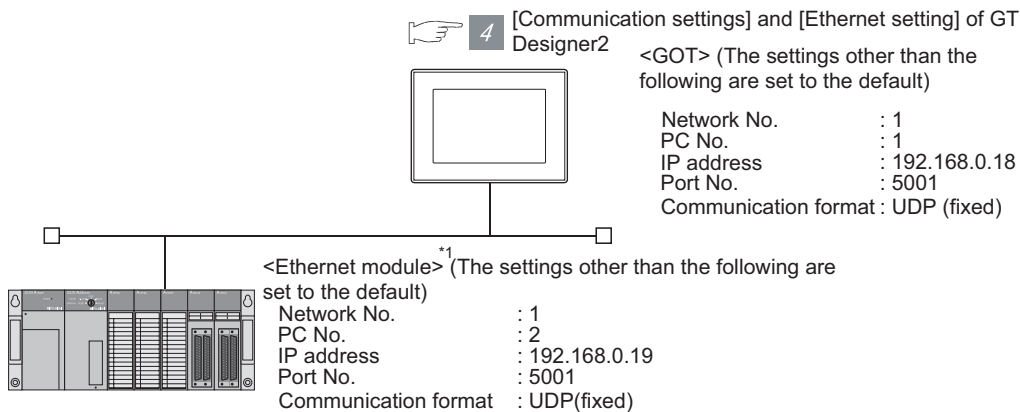 4 [Communication settings] and [Ethernet setting] of GT
Designer2
<GOT> (The settings other than the
following are set to the default)
Network No. : 1
PC No. : 1
IP address : 192.168.0.18
Port No. : 5001
Communication format : UDP (fixed)
<Ethernet module>*1 (The settings other than the following are
set to the default)
Network No. : 1
PC No. : 2
IP address : 192.168.0.19
Port No. : 5001
Communication format : UDP(fixed)